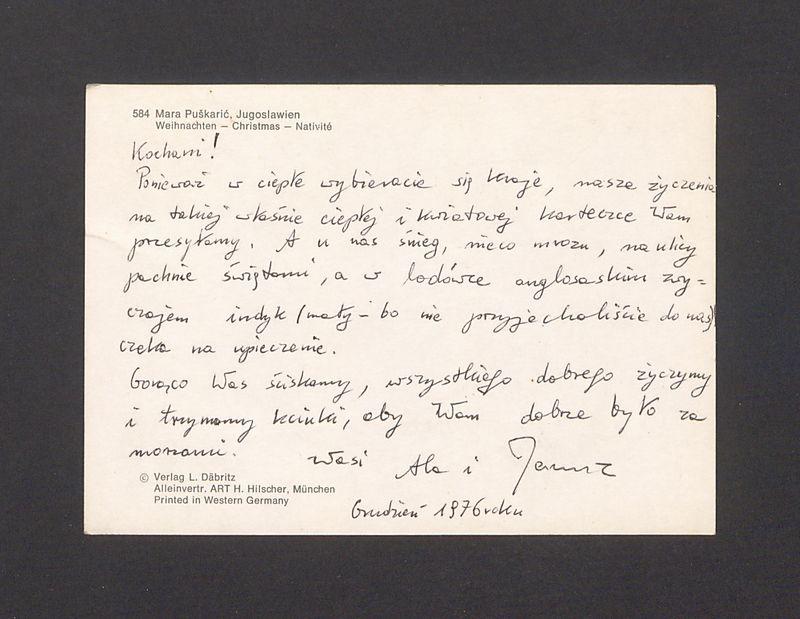 584 Mara Puškarić, Jugoslawien
Weihnachten – Christmas – Nativité
Kochani!
Ponieważ w ciepłe wybieracie się kraje, nasze życzenia
na takiej właśnie ciepłej i kwiatowej karteczce Wam
przesyłamy. A u nas śnieg, nieco mrozu, na ulicy
pachnie świętami, a w lodówce anglosaskim zwy=
czajem indyk (mały – bo nie przyjechaliście do nas)
czeka na upieczenie.
Gorąco Was ściskamy, wszystkiego dobrego życzymy
i trzymamy kciuki, aby Wam dobrze było za
morzami.
Wasi Ala i Janusz
© Verlag L. Däbritz
Alleinvertr. ART H. Hilscher, München
Printed in Western Germany
Grudzień 1976 roku